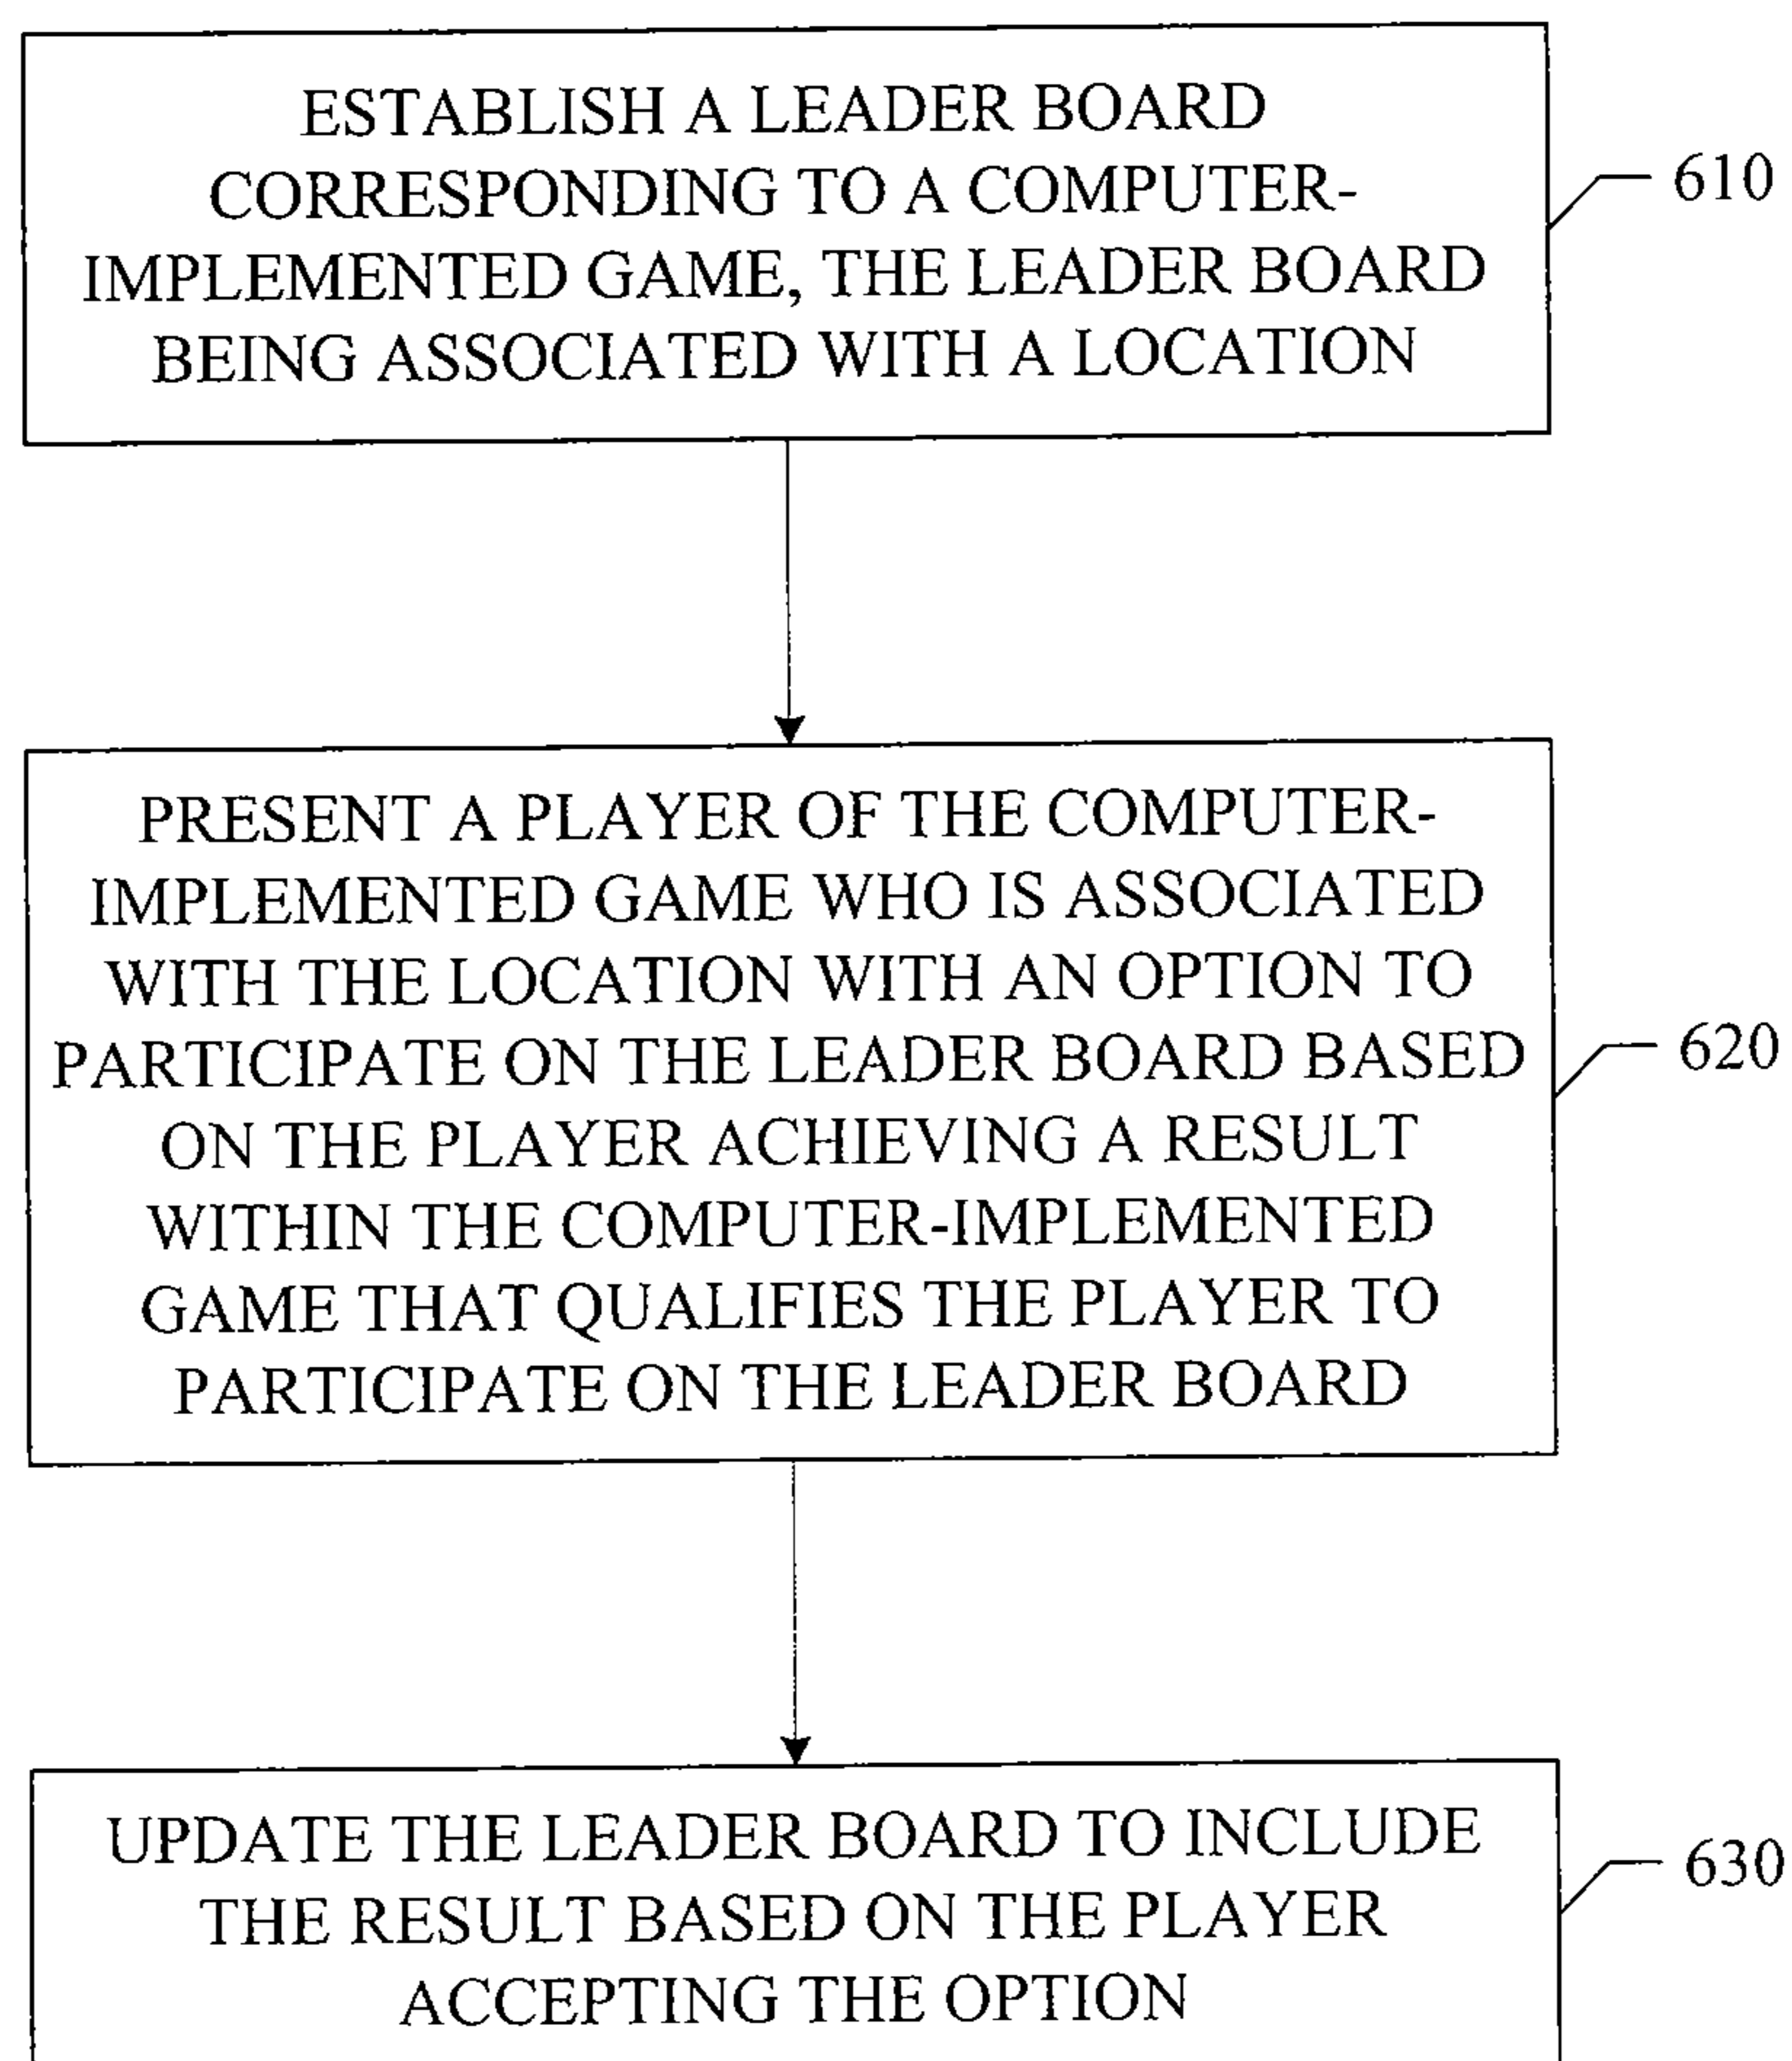 ESTABLISH A LEADER BOARD
CORRESPONDING TO A COMPUTER-
IMPLEMENTED GAME, THE LEADER BOARD
BEING ASSOCIATED WITH A LOCATION
610
PRESENT A PLAYER OF THE COMPUTER-
IMPLEMENTED GAME WHO IS ASSOCIATED
WITH THE LOCATION WITH AN OPTION TO
PARTICIPATE ON THE LEADER BOARD BASED
ON THE PLAYER ACHIEVING A RESULT
WITHIN THE COMPUTER-IMPLEMENTED
GAME THAT QUALIFIES THE PLAYER TO
PARTICIPATE ON THE LEADER BOARD
620
UPDATE THE LEADER BOARD TO INCLUDE
THE RESULT BASED ON THE PLAYER
ACCEPTING THE OPTION
630